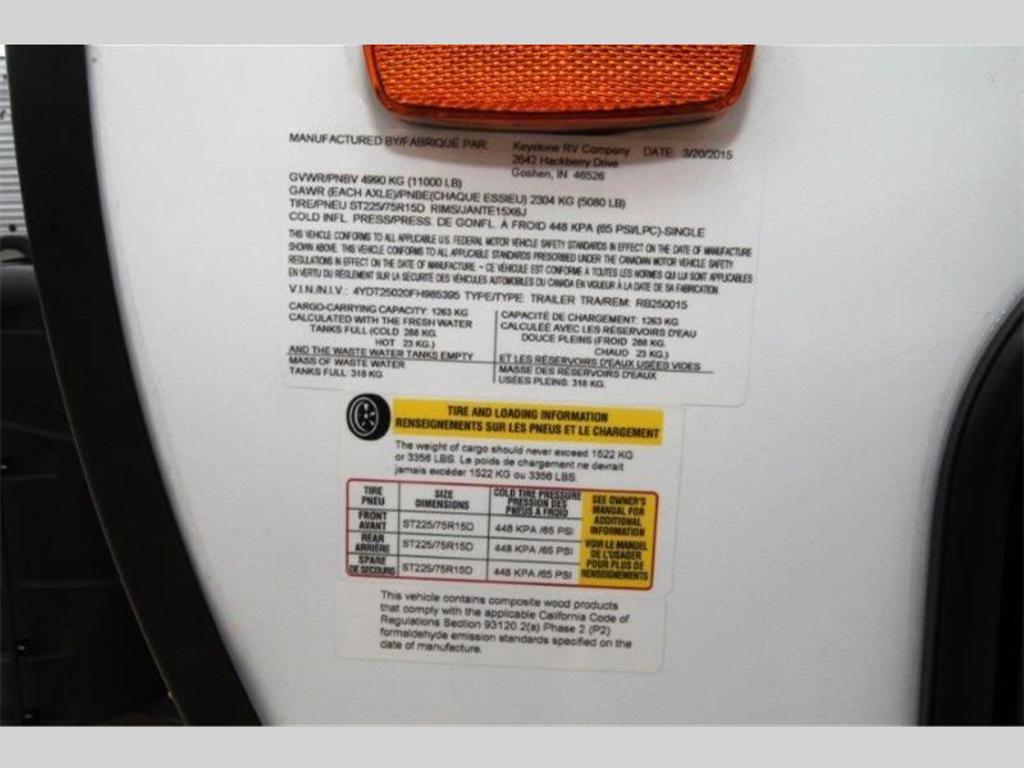 MANUFACTURED BY/FABRIQUÉ PAR: Keystone RV Company DATE: 3/20/2015
2642 Hackberry Drive
Goshen, IN 46526
GVWR/PNBV 4990 KG (11000 LB)
GAWR (EACH AXLE)/PNBE(CHAQUE ESSIEU) 2304 KG (5080 LB)
TIRE/PNEU ST225/75R15D RIMS/JANTE15X6J
COLD INFL. PRESS/PRESS. DE GONFL. À FROID 448 KPA (65 PSI/LPC)-SINGLE
THIS VEHICLE CONFORMS TO ALL APPLICABLE U.S. FEDERAL MOTOR VEHICLE SAFETY STANDARDS IN EFFECT ON THE DATE OF MANUFACTURE
SHOWN ABOVE. THIS VEHICLE CONFORMS TO ALL APPLICABLE STANDARDS PRESCRIBED UNDER THE CANADIAN MOTOR VEHICLE SAFETY
REGULATIONS IN EFFECT ON THE DATE OF MANUFACTURE - CE VÉHICULE EST CONFORME À TOUTES LES NORMES QUI LUI SONT APPLICABLES
EN VERTU DU RÈGLEMENT SUR LA SÉCURITÉ DES VÉHICULES AUTOMOBILES DU CANADA EN VIGUEUR À LA DATE DE SA FABRICATION.
V.I.N./N.I.V.: 4YDT25020FH985395 TYPE/TYPE: TRAILER TRA/REM: RB250015
CARGO-CARRYING CAPACITY: 1263 KG
CALCULATED WITH THE FRESH WATER
TANKS FULL (COLD 288 KG.
HOT 23 KG.)
AND THE WASTE WATER TANKS EMPTY
MASS OF WASTE WATER
TANKS FULL: 318 KG
CAPACITÉ DE CHARGEMENT: 1263 KG
CALCULÉE AVEC LES RÉSERVOIRS D'EAU
DOUCE PLEINS (FROID 288 KG.
CHAUD 23 KG.)
ET LES RÉSERVOIRS D'EAUX USÉES VIDES
MASSE DES RÉSERVOIRS D'EAUX
USÉES PLEINS: 318 KG.
TIRE AND LOADING INFORMATION
RENSEIGNEMENTS SUR LES PNEUS ET LE CHARGEMENT
The weight of cargo should never exceed 1522 KG
or 3356 LBS. Le poids de chargement ne devrait
jamais excéder 1522 KG ou 3356 LBS.
TIRE
PNEU
SIZE
DIMENSIONS
COLD TIRE PRESSURE
PRESSION DES
PNEUS À FROID
FRONT
AVANT
ST225/75R15D
448 KPA /65 PSI
REAR
ARRIÈRE
ST225/75R15D
448 KPA /65 PSI
SPARE
DE SECOURS
ST225/75R15D
448 KPA /65 PSI
SEE OWNER'S
MANUAL FOR
ADDITIONAL
INFORMATION
VOIR LE MANUEL
DE L'USAGER
POUR PLUS DE
RENSEIGNEMENTS
This vehicle contains composite wood products
that comply with the applicable California Code of
Regulations Section 93120.2(a) Phase 2 (P2)
formaldehyde emission standards specified on the
date of manufacture.